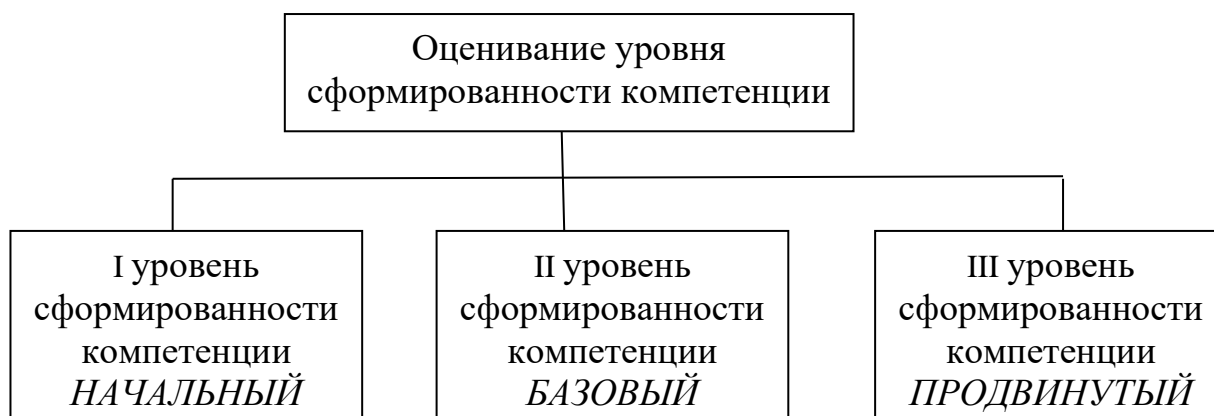 Оценивание уровня
сформированности компетенции
I уровень
сформированности
компетенции
НАЧАЛЬНЫЙ
II уровень
сформированности
компетенции
БАЗОВЫЙ
III уровень
сформированности
компетенции
ПРОДВИНУТЫЙ